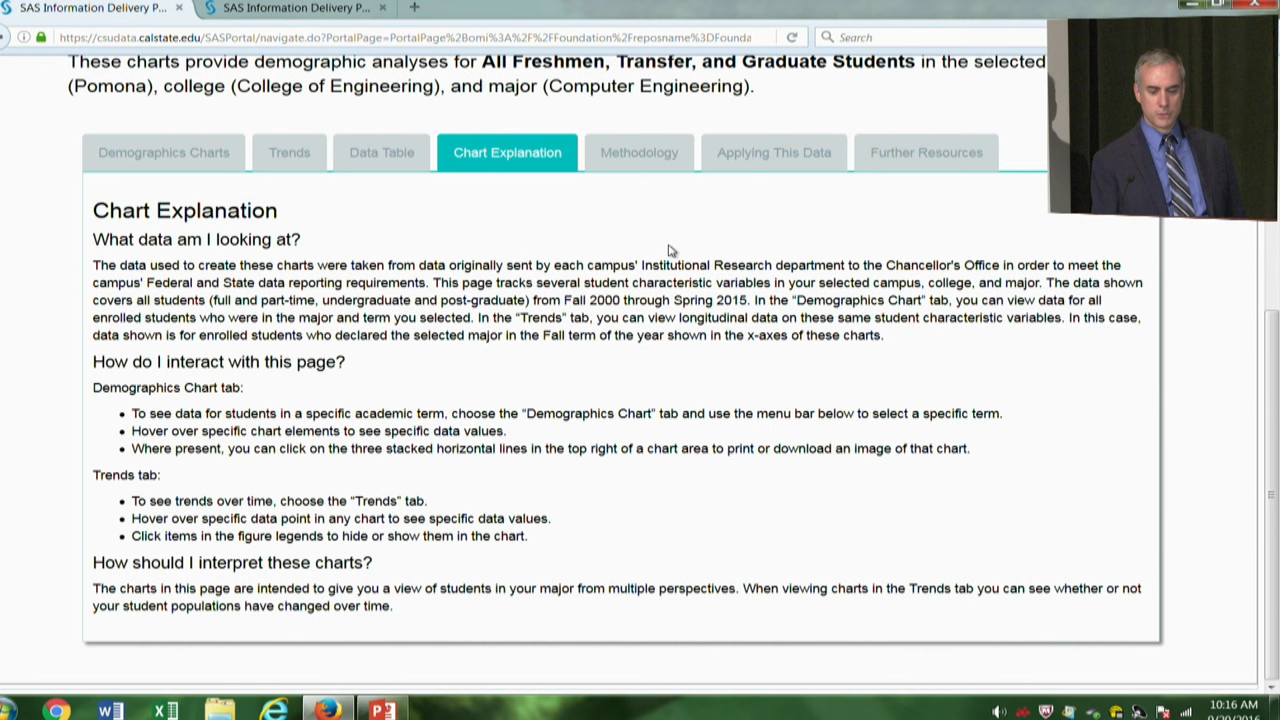 SAS Information Delivery P... ×
SAS Information Delivery P... ×
https://csudata.calstate.edu/SASPortal/navigate.do?PortalPage=PortalPage%2Bomi%3A%2F%2FFoundation%2Freposname%3DFounda
Search
These charts provide demographic analyses for All Freshmen, Transfer, and Graduate Students in the selected
(Pomona), college (College of Engineering), and major (Computer Engineering).
Demographics Charts
Trends
Data Table
Chart Explanation
Methodology
Applying This Data
Further Resources
Chart Explanation
What data am I looking at?
The data used to create these charts were taken from data originally sent by each campus' Institutional Research department to the Chancellor's Office in order to meet the
campus' Federal and State data reporting requirements. This page tracks several student characteristic variables in your selected campus, college, and major. The data shown
covers all students (full and part-time, undergraduate and post-graduate) from Fall 2000 through Spring 2015. In the "Demographics Chart" tab, you can view data for all
enrolled students who were in the major and term you selected. In the "Trends" tab, you can view longitudinal data on these same student characteristic variables. In this case,
data shown is for enrolled students who declared the selected major in the Fall term of the year shown in the x-axes of these charts.
How do I interact with this page?
Demographics Chart tab:
• To see data for students in a specific academic term, choose the "Demographics Chart" tab and use the menu bar below to select a specific term.
• Hover over specific chart elements to see specific data values.
• Where present, you can click on the three stacked horizontal lines in the top right of a chart area to print or download an image of that chart.
Trends tab:
• To see trends over time, choose the "Trends" tab.
• Hover over specific data point in any chart to see specific data values.
• Click items in the figure legends to hide or show them in the chart.
How should I interpret these charts?
The charts in this page are intended to give you a view of students in your major from multiple perspectives. When viewing charts in the Trends tab you can see whether or not
your student populations have changed over time.
10:16 AM